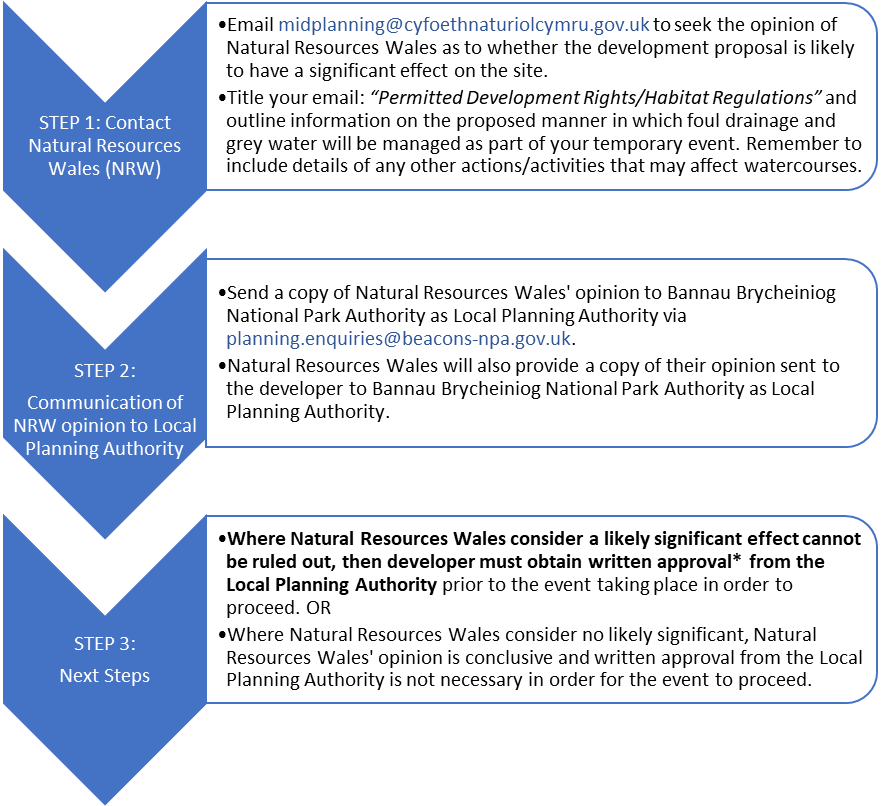 STEP 1: Contact
Natural Resources
Wales (NRW)
•Email midplanning@cyfoethnaturiolcymru.gov.uk to seek the opinion of
Natural Resources Wales as to whether the development proposal is likely
to have a significant effect on the site.
•Title your email: “Permitted Development Rights/Habitat Regulations” and
outline information on the proposed manner in which foul drainage and
grey water will be managed as part of your temporary event. Remember to
include details of any other actions/activities that may affect watercourses.
STEP 2:
Communication of
NRW opinion to Local
Planning Authority
•Send a copy of Natural Resources Wales' opinion to Bannau Brycheiniog
National Park Authority as Local Planning Authority via
planning.enquiries@beacons-npa.gov.uk.
•Natural Resources Wales will also provide a copy of their opinion sent to
the developer to Bannau Brycheiniog National Park Authority as Local
Planning Authority.
STEP 3:
Next Steps
•Where Natural Resources Wales consider a likely significant effect cannot
be ruled out, then developer must obtain written approval* from the
Local Planning Authority prior to the event taking place in order to
proceed. OR
•Where Natural Resources Wales consider no likely significant, Natural
Resources Wales' opinion is conclusive and written approval from the Local
Planning Authority is not necessary in order for the event to proceed.